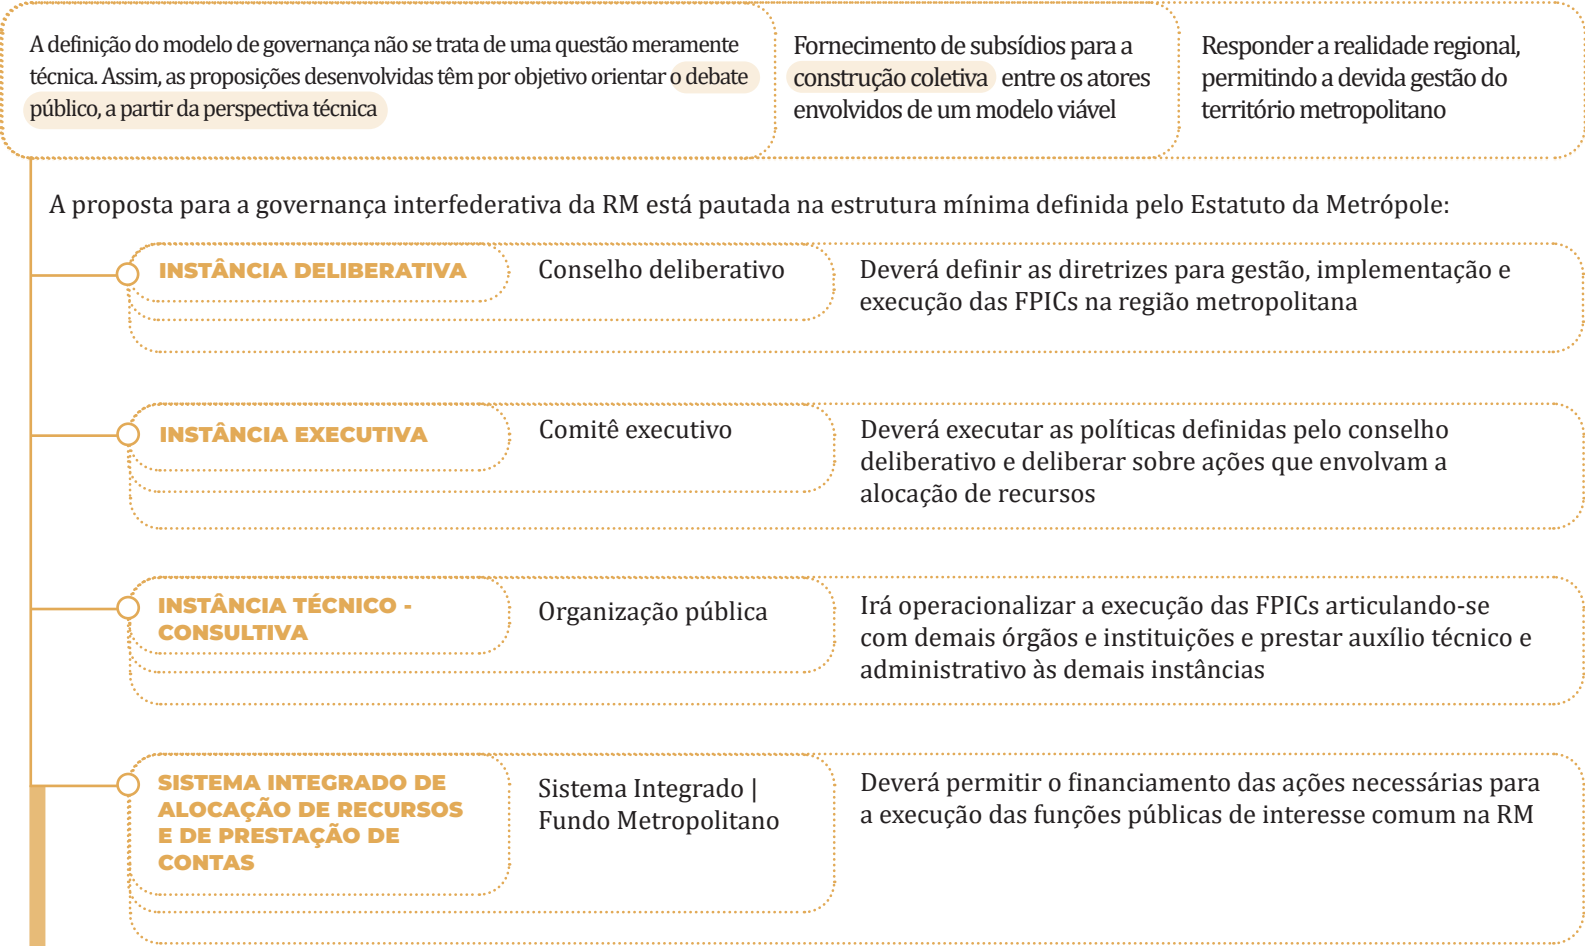 A definição do modelo de governança não se trata de uma questão meramente
técnica. Assim, as proposições desenvolvidas têm por objetivo orientar o debate
público, a partir da perspectiva técnica
Fornecimento de subsídios para a
construção coletiva entre os atores
envolvidos de um modelo viável
Responder a realidade regional,
permitindo a devida gestão do
território metropolitano
A proposta para a governança interfederativa da RM está pautada na estrutura mínima definida pelo Estatuto da Metrópole:
INSTÂNCIA DELIBERATIVA
Conselho deliberativo
Deverá definir as diretrizes para gestão, implementação e
execução das FPICs na região metropolitana
INSTÂNCIA EXECUTIVA
Comitê executivo
Deverá executar as políticas definidas pelo conselho
deliberativo e deliberar sobre ações que envolvam a
alocação de recursos
INSTÂNCIA TÉCNICO -
CONSULTIVA
Organização pública
Irá operacionalizar a execução das FPICs articulando-se
com demais órgãos e instituições e prestar auxílio técnico e
administrativo às demais instâncias
SISTEMA INTEGRADO DE
ALOCAÇÃO DE RECURSOS
E DE PRESTAÇÃO DE
CONTAS
Sistema Integrado |
Fundo Metropolitano
Deverá permitir o financiamento das ações necessárias para
a execução das funções públicas de interesse comum na RM